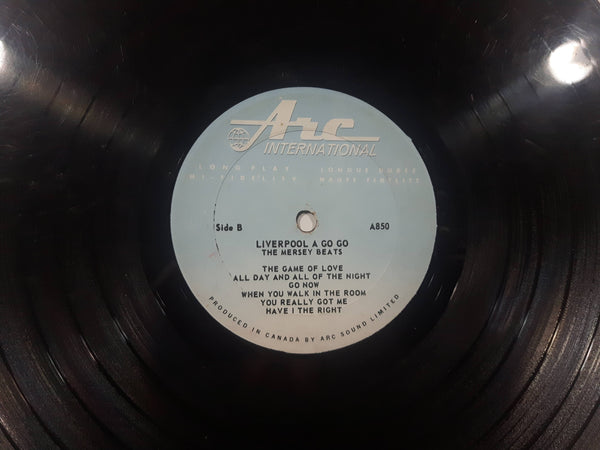 Arc
INTERNATIONAL
LONG PLAY LONGUE DUREE
HI-FIDELITY HAUTE FIDELITE
Side B A850
LIVERPOOL A GO GO
THE MERSEY BEATS
THE GAME OF LOVE
ALL DAY AND ALL OF THE NIGHT
GO NOW
WHEN YOU WALK IN THE ROOM
YOU REALLY GOT ME
HAVE I THE RIGHT
PRODUCED IN CANADA BY ARC SOUND LIMITED